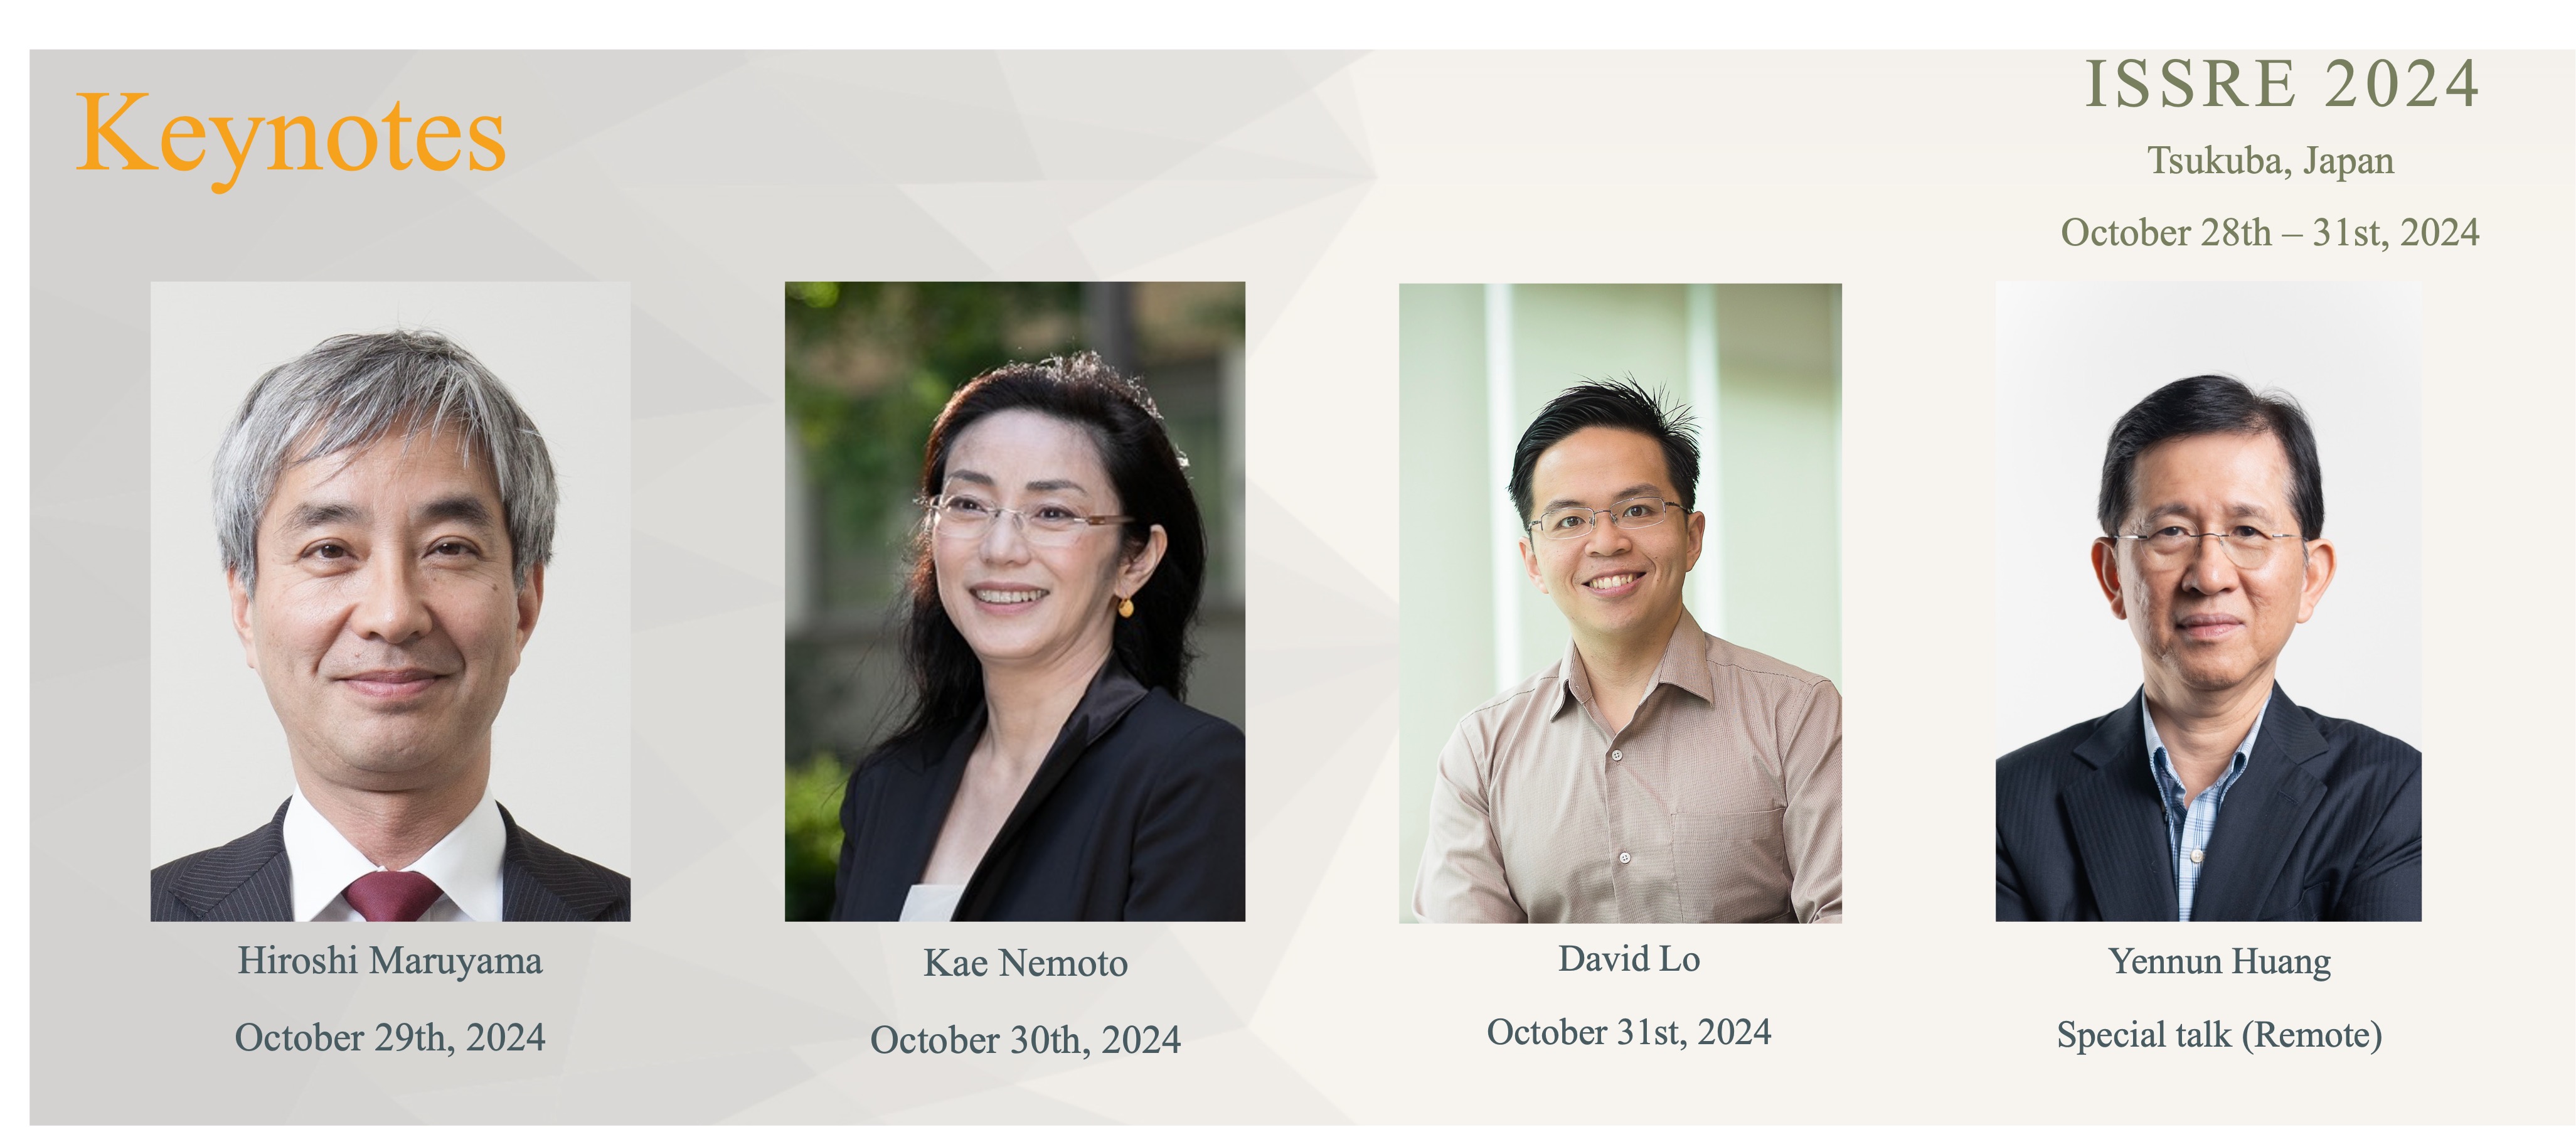 Keynotes
ISSRE 2024
Tsukuba, Japan
October 28th – 31st, 2024
Hiroshi Maruyama
October 29th, 2024
Kae Nemoto
October 30th, 2024
David Lo
October 31st, 2024
Yennun Huang
Special talk (Remote)